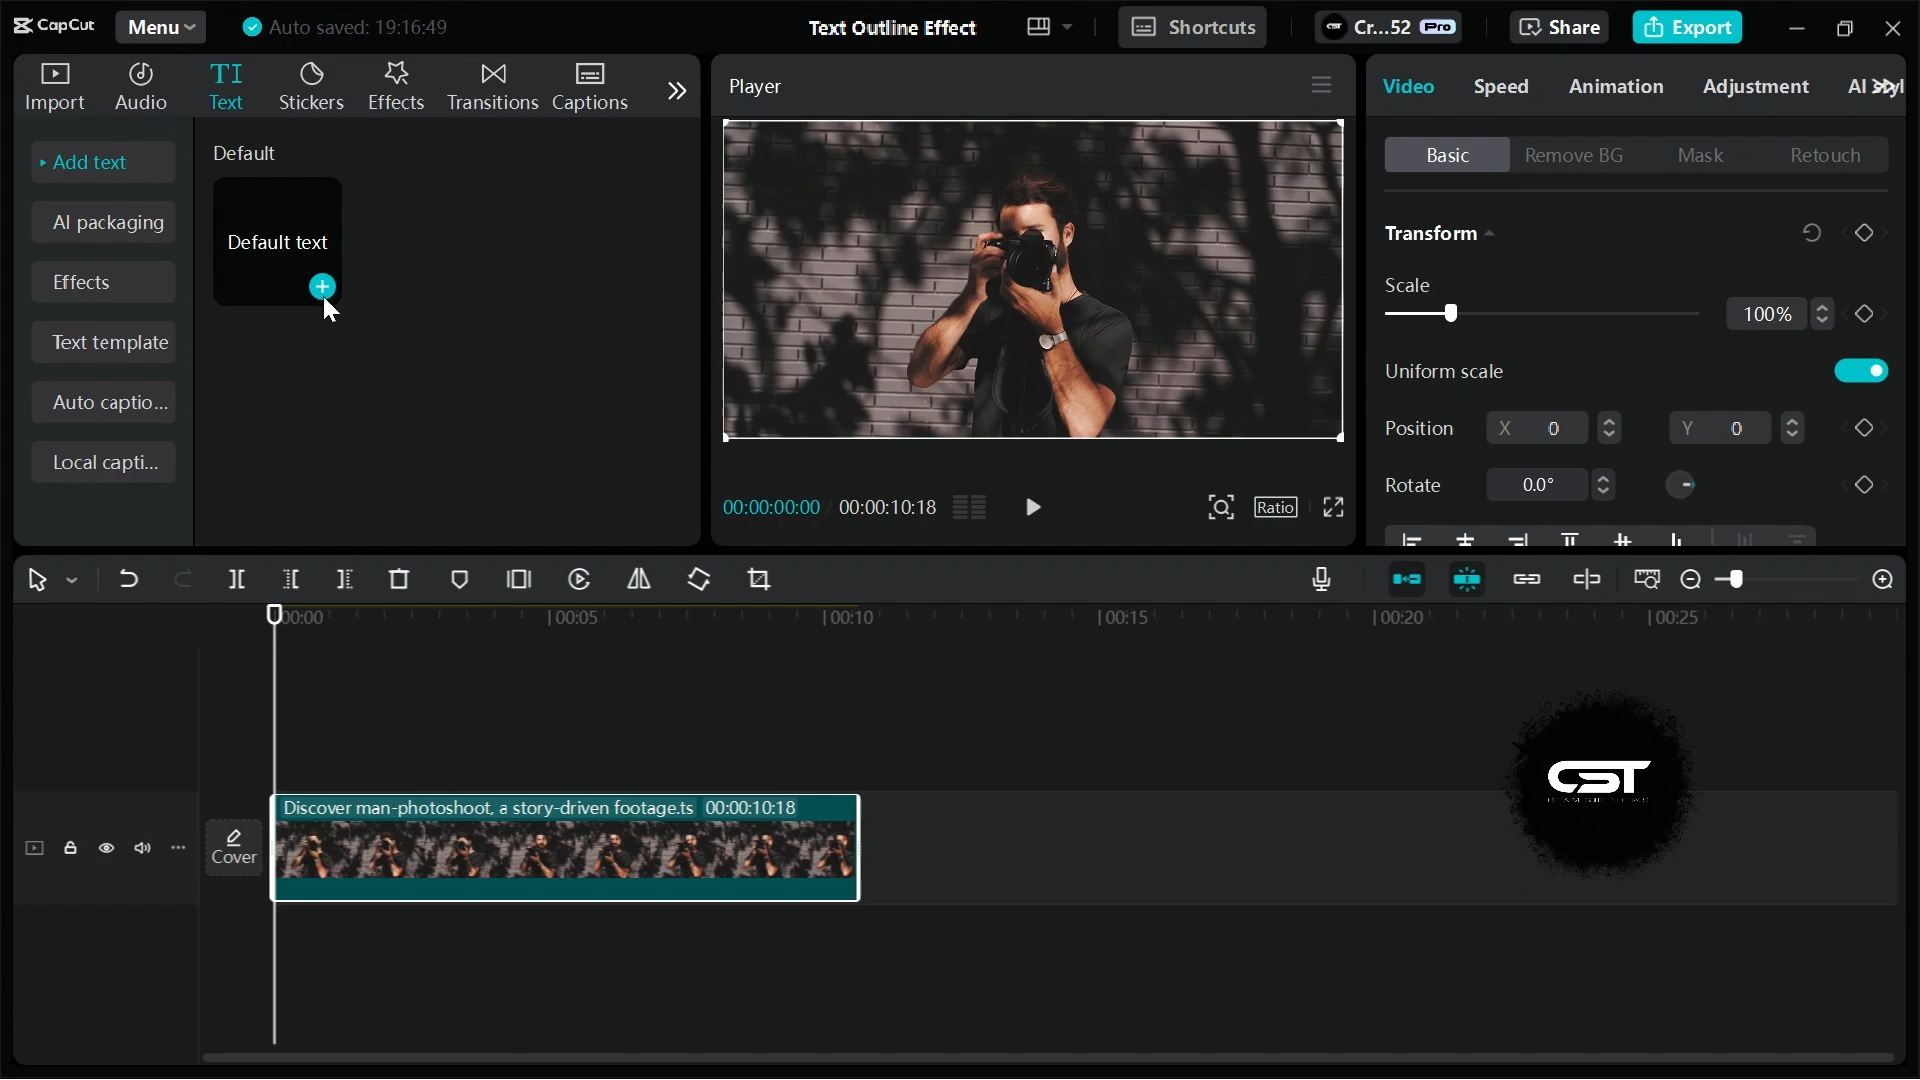 CapCut
Menu
Auto saved: 19:16:49
Text Outline Effect
Shortcuts
Cr...52 Pro
Share
Export
Import
Audio
TI
Text
Stickers
Effects
Transitions
Captions
Add text
AI packaging
Effects
Text template
Auto captio...
Local capti...
Default
Default text
Player
00:00:00:00 / 00:00:10:18
Ratio
Video
Speed
Animation
Adjustment
AI styl
Basic
Remove BG
Mask
Retouch
Transform
Scale
100%
Uniform scale
Position X 0 Y 0
Rotate 0.0°
00:00
00:05
00:10
00:15
00:20
00:25
Cover
Discover man-photoshoot, a story-driven footage.ts 00:00:10:18
CST